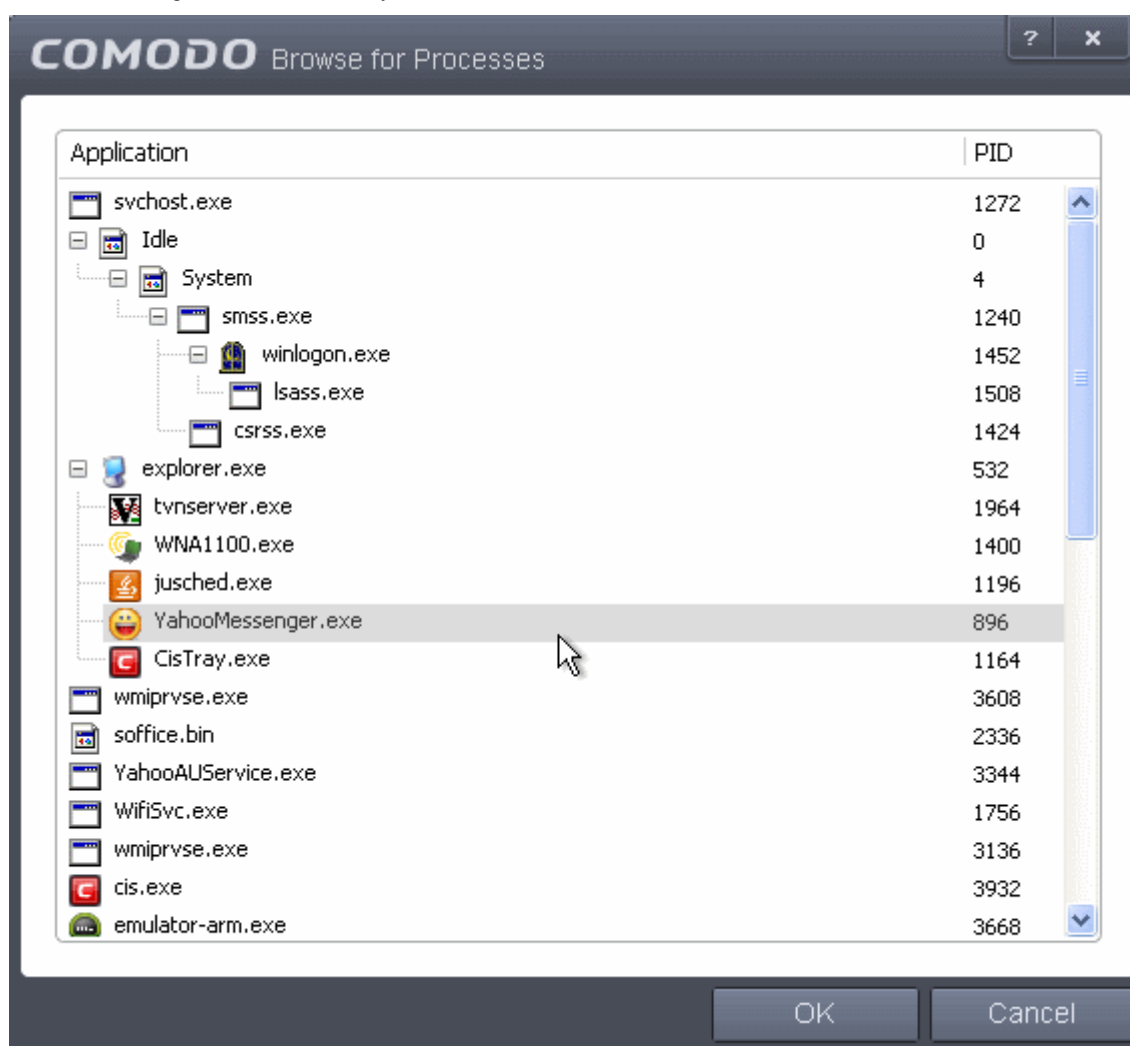 COMODO Browse for Processes ? x
Application PID
svchost.exe 1272
Idle 0
System 4
smss.exe 1240
winlogon.exe 1452
lsass.exe 1508
csrss.exe 1424
explorer.exe 532
tvnserver.exe 1964
WNA1100.exe 1400
jusched.exe 1196
YahooMessenger.exe 896
CisTray.exe 1164
wmiprvse.exe 3608
soffice.bin 2336
YahooAUService.exe 3344
WifiSvc.exe 1756
wmiprvse.exe 3136
cis.exe 3932
emulator-arm.exe 3668
OK Cancel